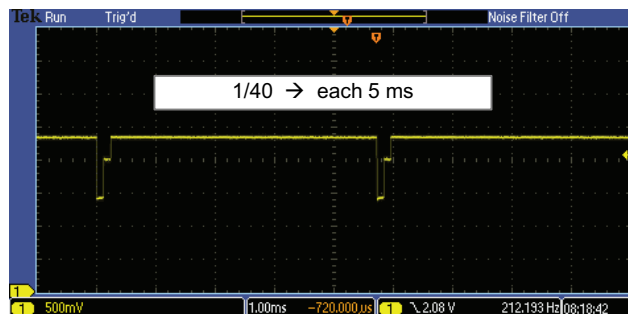 Tek Run Trig'd Noise Filter Off
T
T
1/40 → each 5 ms
1
1 500mV 1.00ms -720.000µs 1 \2.08 V 212.193 Hz 08:18:42